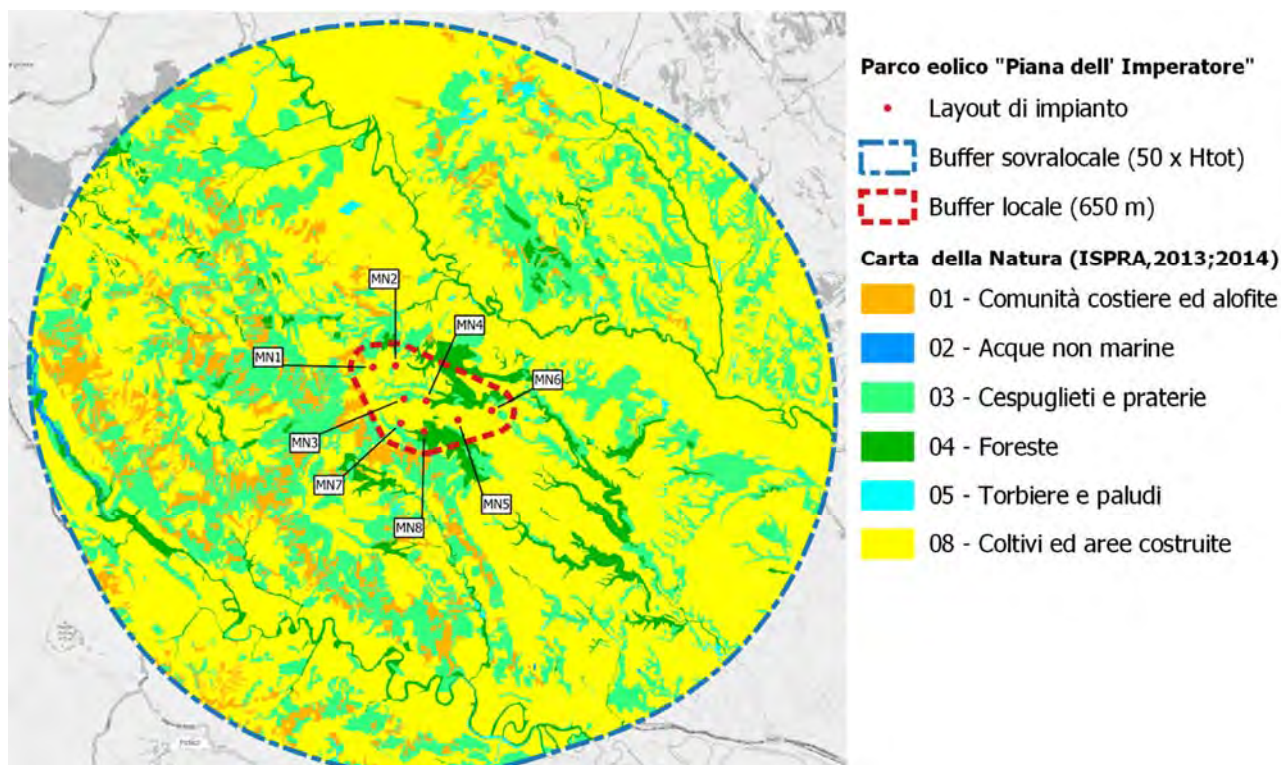 Parco eolico "Piana dell' Imperatore"
Layout di impianto
Buffer sovralocale (50 x Htot)
Buffer locale (650 m)
Carta della Natura (ISPRA,2013;2014)
01 - Comunità costiere ed alofite
02 - Acque non marine
03 - Cespuglieti e praterie
04 - Foreste
05 - Torbiere e paludi
08 - Coltivi ed aree costruite
MN2
MN4
MN1
MN6
MN3
MN7
MN5
MN8